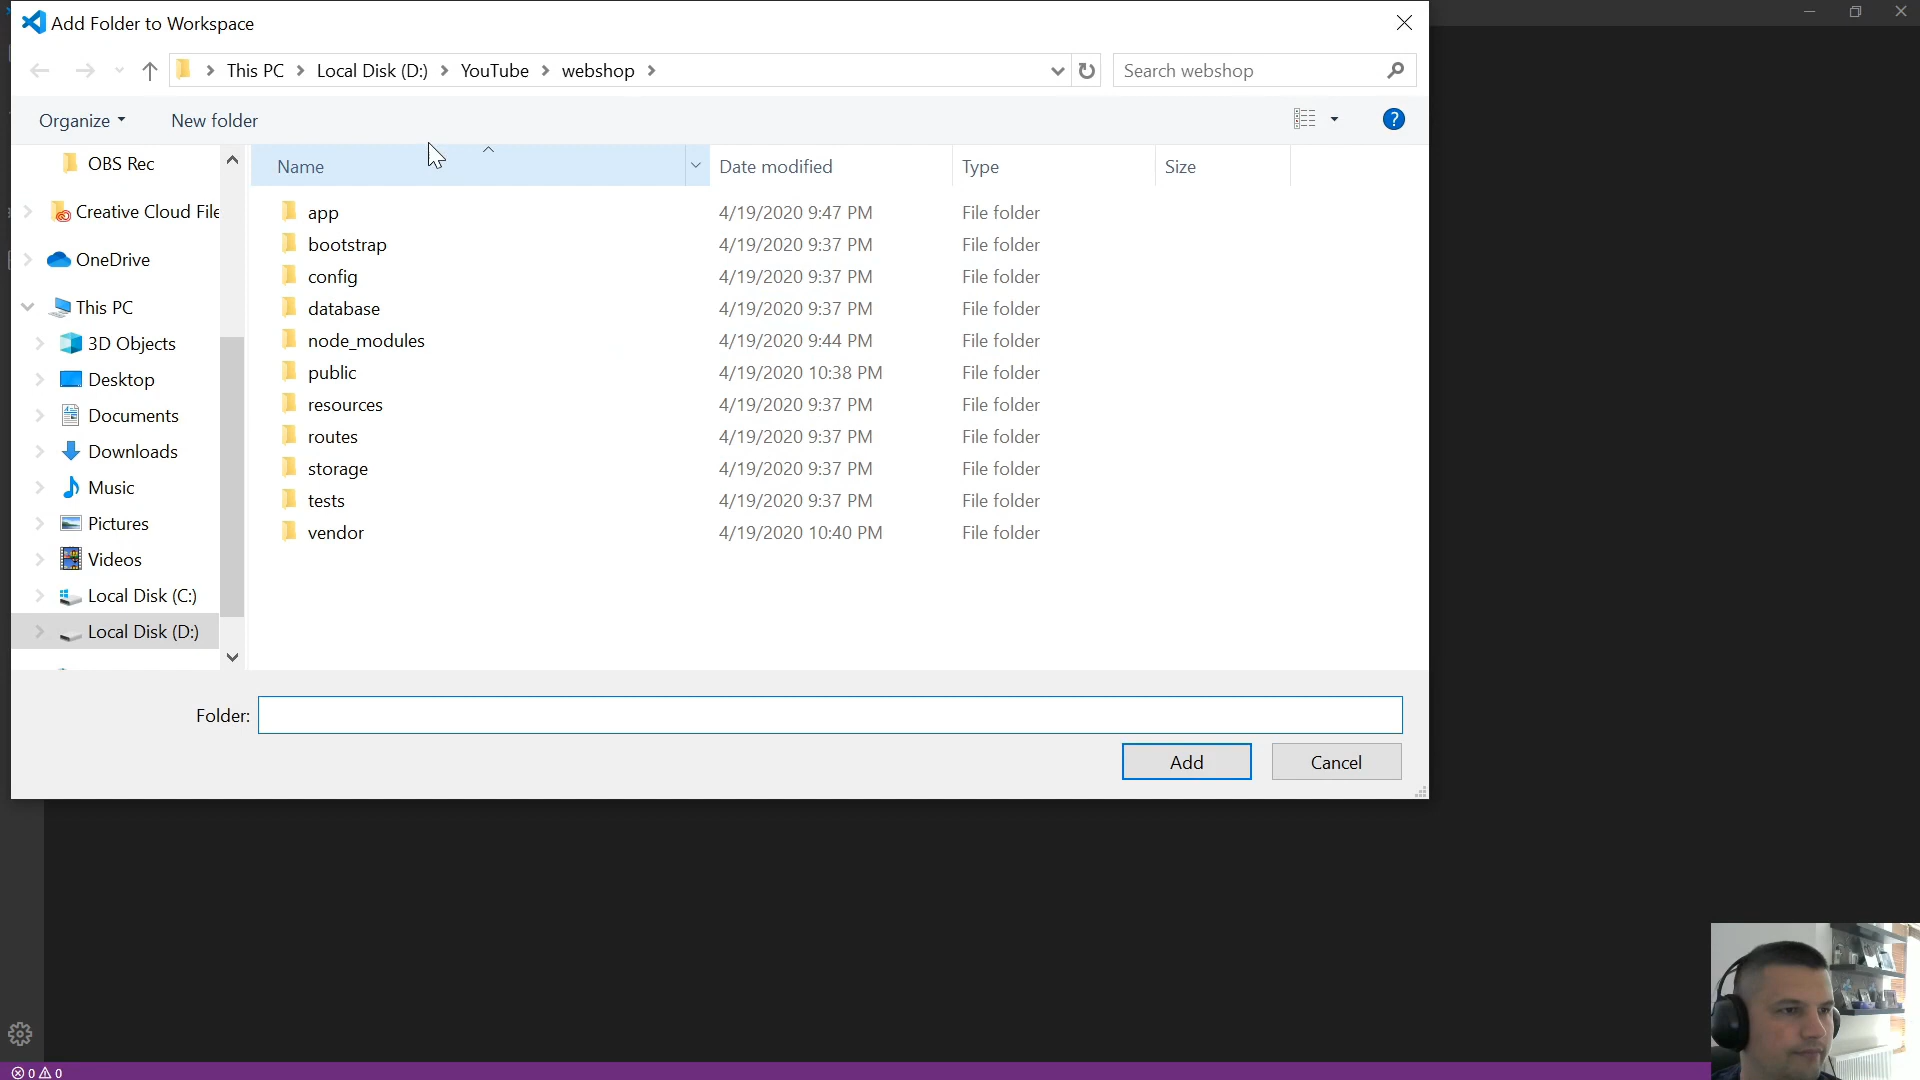 Add Folder to Workspace
This PC Local Disk (D:) YouTube webshop
Search webshop
Organize
New folder
?
OBS Rec
Creative Cloud File
OneDrive
This PC
3D Objects
Desktop
Documents
Downloads
Music
Pictures
Videos
Local Disk (C:)
Local Disk (D:)
Name Date modified Type Size
app 4/19/2020 9:47 PM File folder
bootstrap 4/19/2020 9:37 PM File folder
config 4/19/2020 9:37 PM File folder
database 4/19/2020 9:37 PM File folder
node_modules 4/19/2020 9:44 PM File folder
public 4/19/2020 10:38 PM File folder
resources 4/19/2020 9:37 PM File folder
routes 4/19/2020 9:37 PM File folder
storage 4/19/2020 9:37 PM File folder
tests 4/19/2020 9:37 PM File folder
vendor 4/19/2020 10:40 PM File folder
Folder:
Add
Cancel
0 0